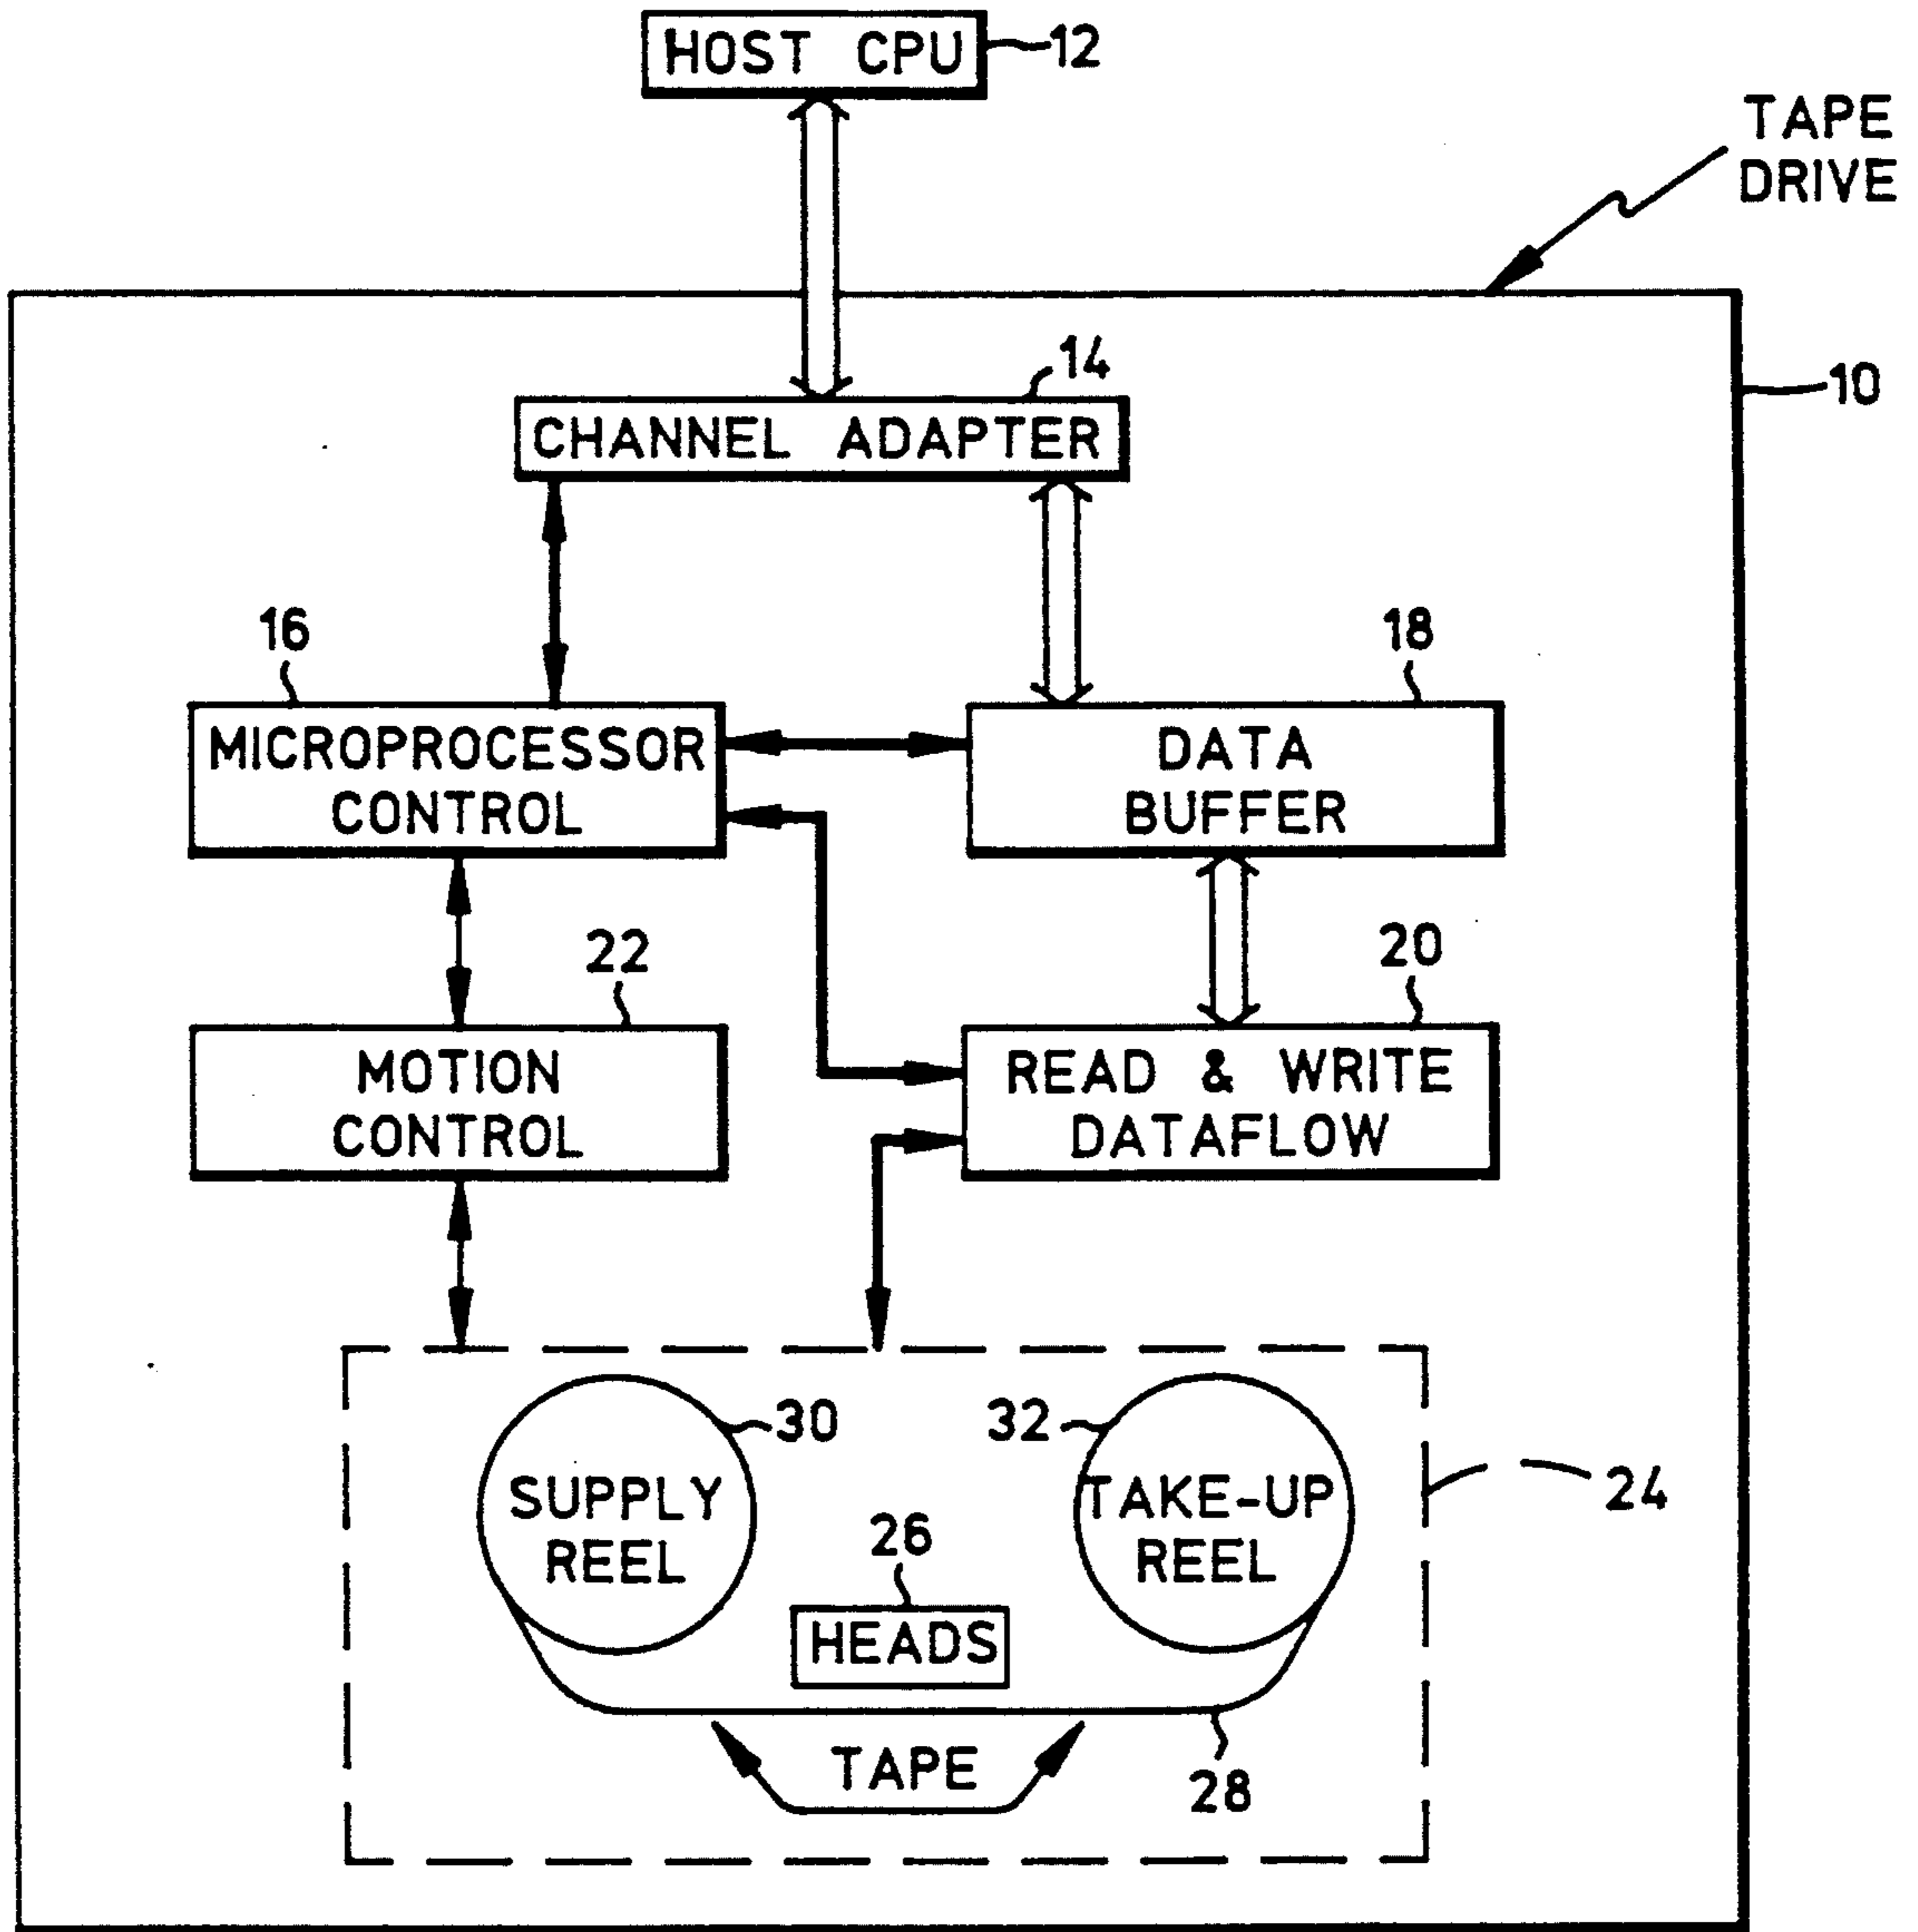 HOST CPU
12
TAPE
DRIVE
10
14
CHANNEL ADAPTER
16
18
MICROPROCESSOR
CONTROL
DATA
BUFFER
22
20
MOTION
CONTROL
READ & WRITE
DATAFLOW
30
32
SUPPLY
REEL
TAKE-UP
REEL
24
26
HEADS
TAPE
28